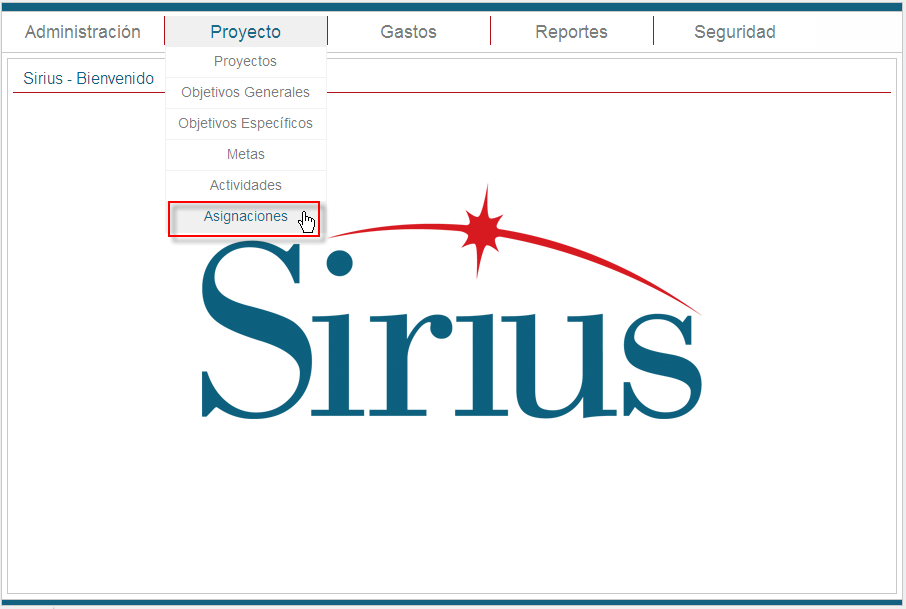 Administración Proyecto Gastos Reportes Seguridad
Proyectos
Sirius - Bienvenido
Objetivos Generales
Objetivos Específicos
Metas
Actividades
Asignaciones
Sirius